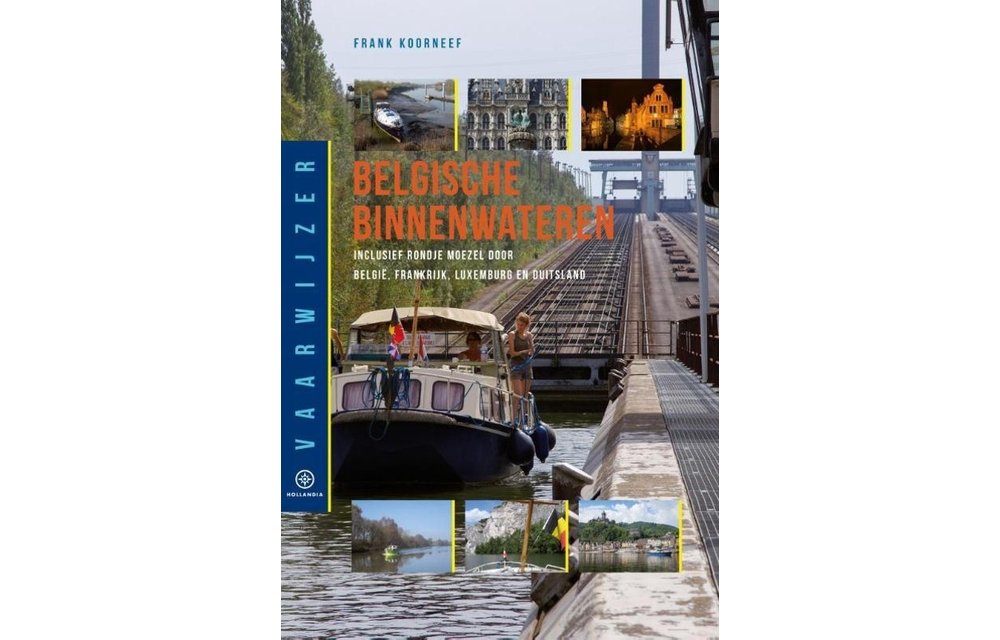 FRANK KOORNEEF
BELGISCHE
BINNENWATEREN
INCLUSIEF RONDJE MOEZEL DOOR
BELGIË, FRANKRIJK, LUXEMBURG EN DUITSLAND
VAARWIJZER
HOLLANDIA